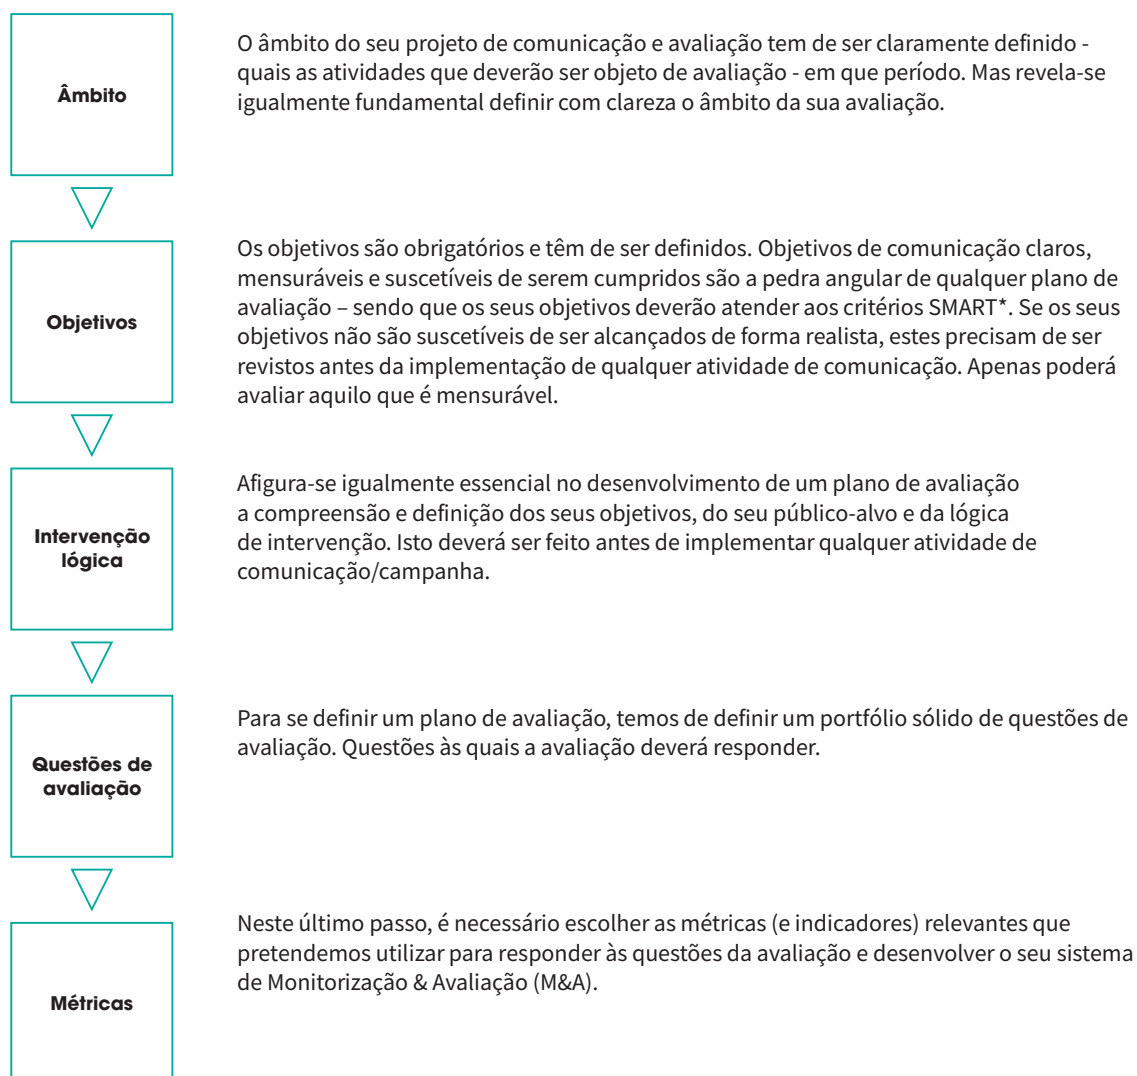 Âmbito
O âmbito do seu projeto de comunicação e avaliação tem de ser claramente definido -
quais as atividades que deverão ser objeto de avaliação - em que período. Mas revela-se
igualmente fundamental definir com clareza o âmbito da sua avaliação.
Objetivos
Os objetivos são obrigatórios e têm de ser definidos. Objetivos de comunicação claros,
mensuráveis e suscetíveis de serem cumpridos são a pedra angular de qualquer plano de
avaliação – sendo que os seus objetivos deverão atender aos critérios SMART*. Se os seus
objetivos não são suscetíveis de ser alcançados de forma realista, estes precisam de ser
revistos antes da implementação de qualquer atividade de comunicação. Apenas poderá
avaliar aquilo que é mensurável.
Intervenção
lógica
Afigura-se igualmente essencial no desenvolvimento de um plano de avaliação
a compreensão e definição dos seus objetivos, do seu público-alvo e da lógica
de intervenção. Isto deverá ser feito antes de implementar qualquer atividade de
comunicação/campanha.
Questões de
avaliação
Para se definir um plano de avaliação, temos de definir um portfólio sólido de questões de
avaliação. Questões às quais a avaliação deverá responder.
Métricas
Neste último passo, é necessário escolher as métricas (e indicadores) relevantes que
pretendemos utilizar para responder às questões da avaliação e desenvolver o seu sistema
de Monitorização & Avaliação (M&A).